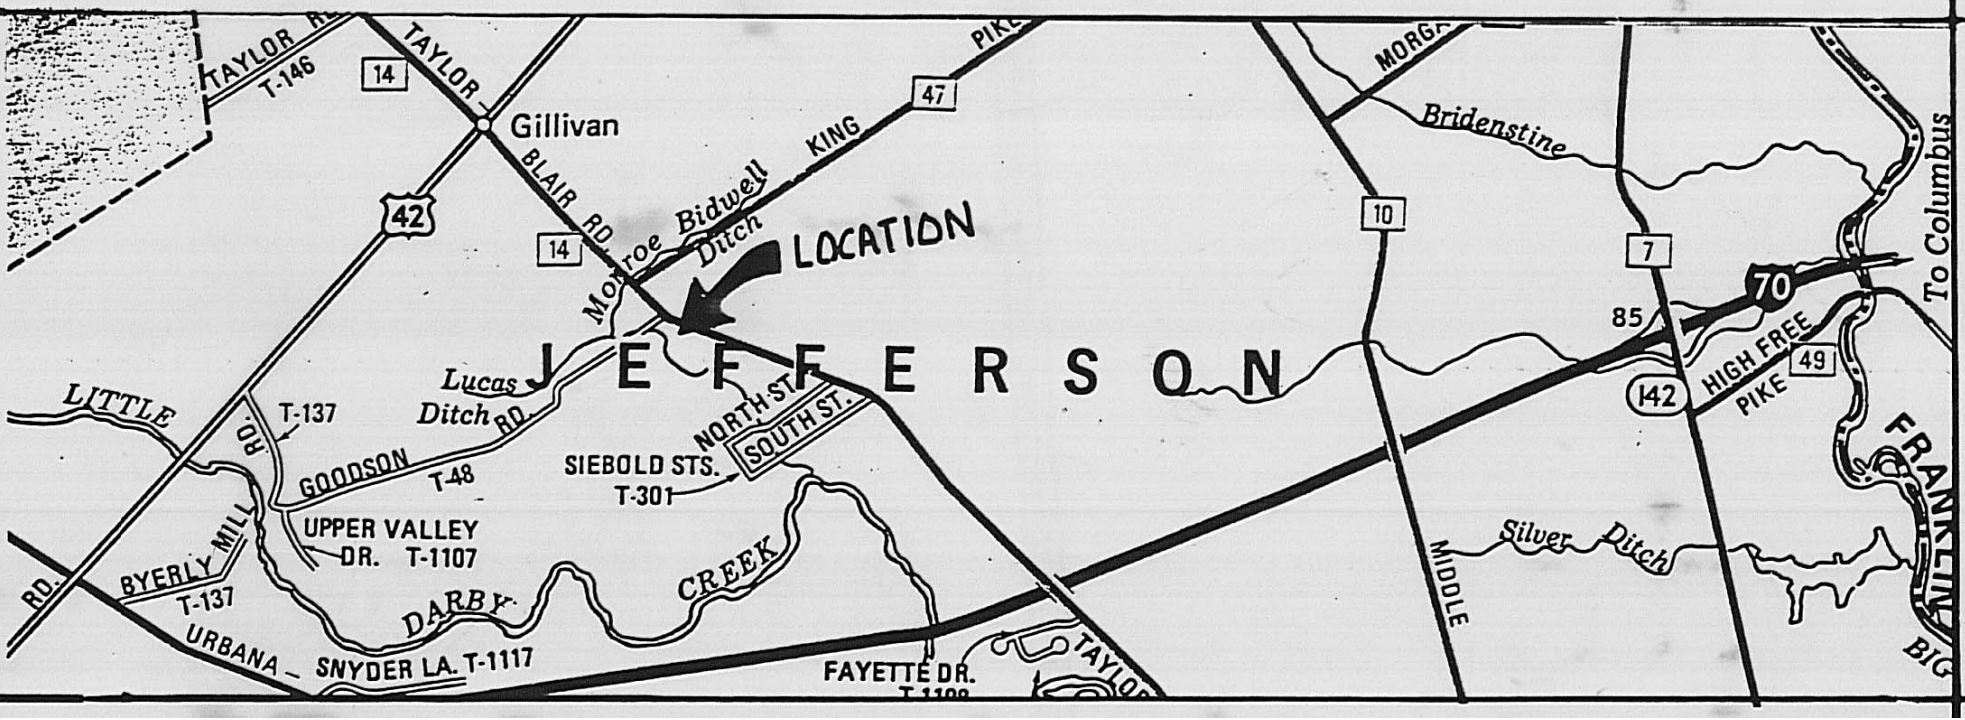 TAYLOR RD.
T-146
14
TAYLOR -
Gillivan
BLAIR RD.
14
42
47
KING
PIKE
Monroe Bidwell
Ditch
LOCATION
MORGA
Bridenstine
10
7
To Columbus
70
85
142
HIGH FREE
PIKE
49
JEFFERSON
Lucas
Ditch
LITTLE
RD.
T-137
GOODSON
RD.
T-48
NORTH ST.
SOUTH ST.
SIEBOLD STS.
T-301
UPPER VALLEY
DR. T-1107
BYERLY MILL
T-137
RD.
DARBY
CREEK
URBANA -
SNYDER LA. T-1117
FAYETTE DR.
TAYLOR
MIDDLE
Silver Ditch
FRANKLIN
BIG